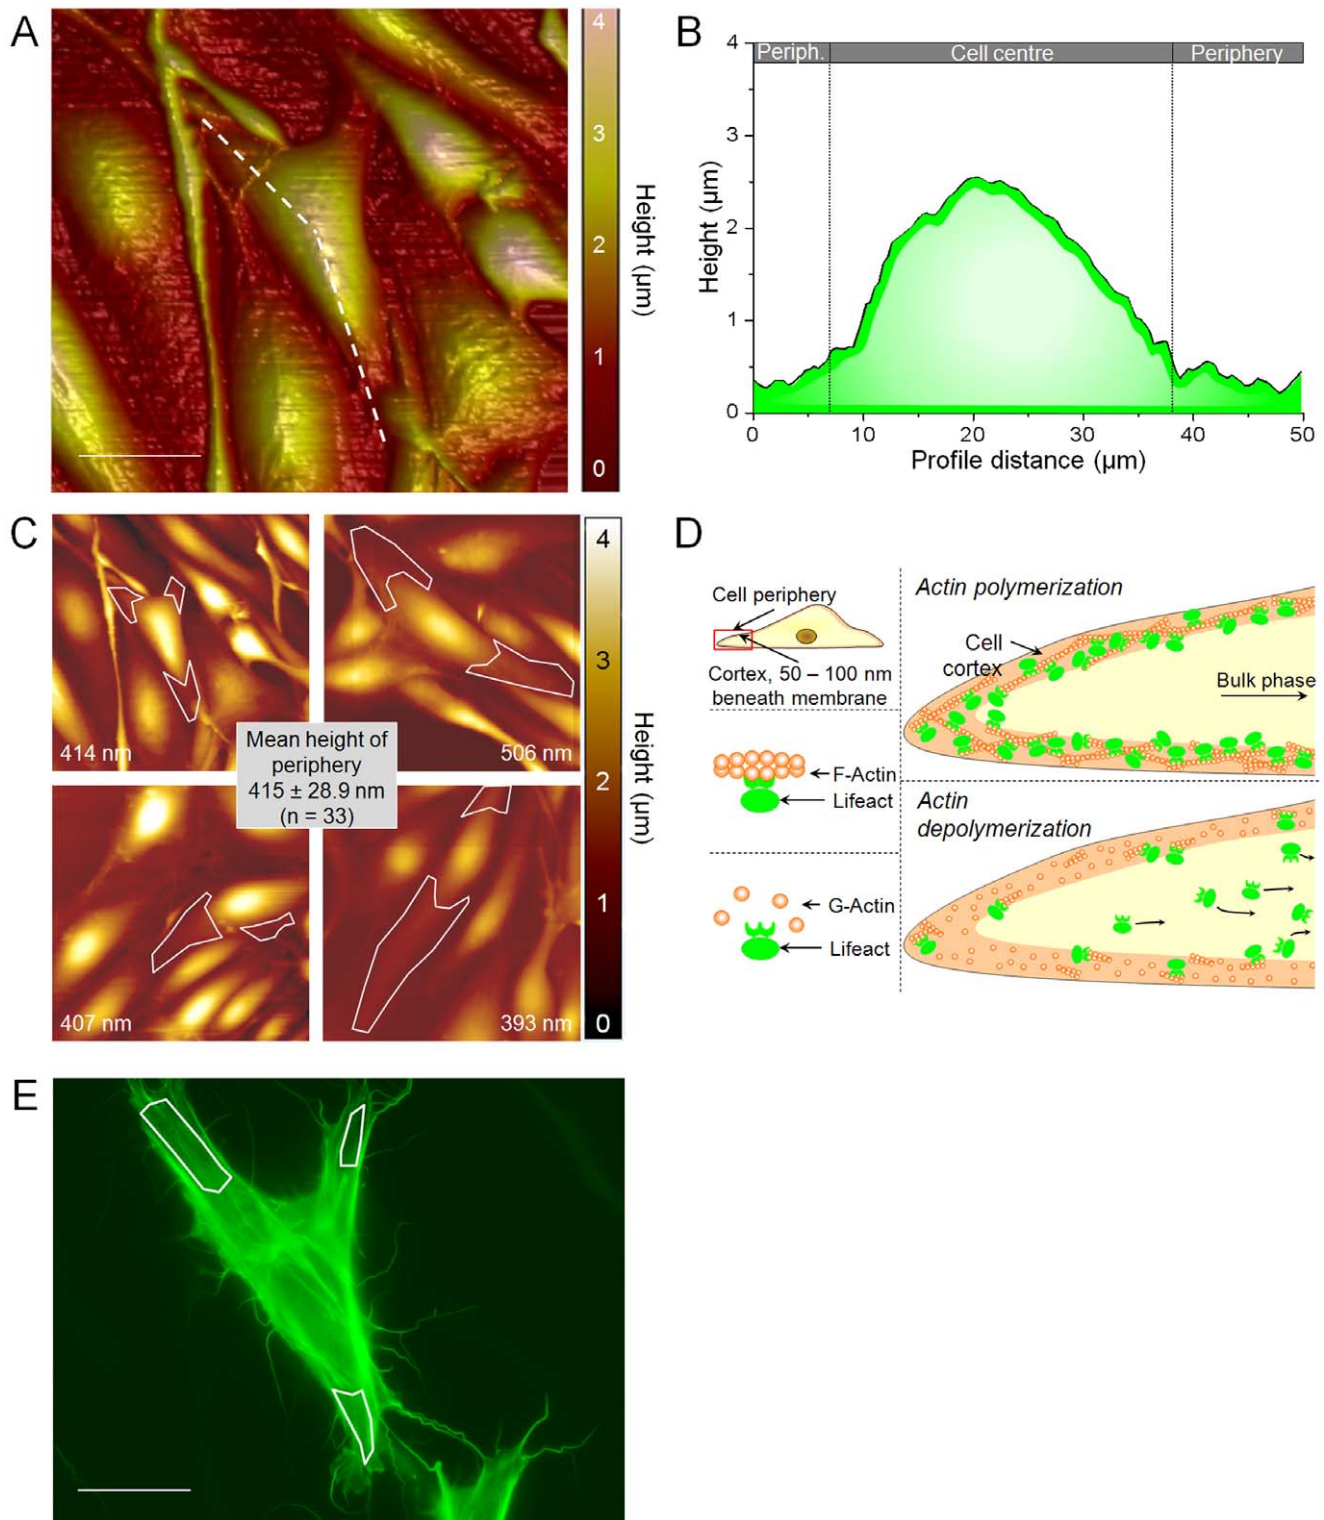 A
4
3
2
1
0
Height (µm)
B
4
3
2
1
0
Height (µm)
Periph.
Cell centre
Periphery
0
10
20
30
40
50
Profile distance (µm)
C
414 nm
506 nm
407 nm
393 nm
Mean height of
periphery
415 ± 28.9 nm
(n = 33)
4
3
2
1
0
Height (µm)
D
Cell periphery
Cortex, 50 – 100 nm
beneath membrane
F-Actin
Lifeact
G-Actin
Lifeact
Actin polymerization
Cell
cortex
Bulk phase
Actin
depolymerization
E